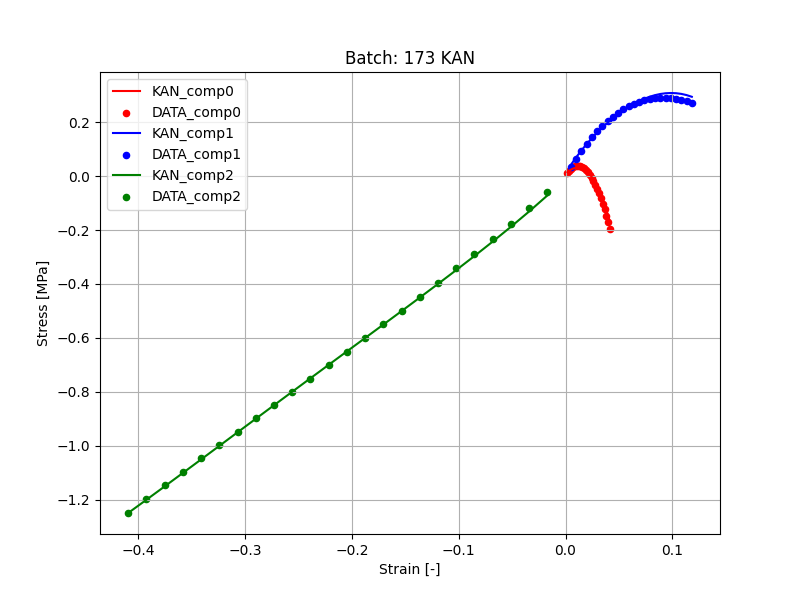 Batch: 173 KAN
KAN_comp0
DATA_comp0
KAN_comp1
DATA_comp1
KAN_comp2
DATA_comp2
0.2
0.0
−0.2
−0.4
−0.6
−0.8
−1.0
−1.2
Stress [MPa]
−0.4 −0.3 −0.2 −0.1 0.0 0.1
Strain [-]